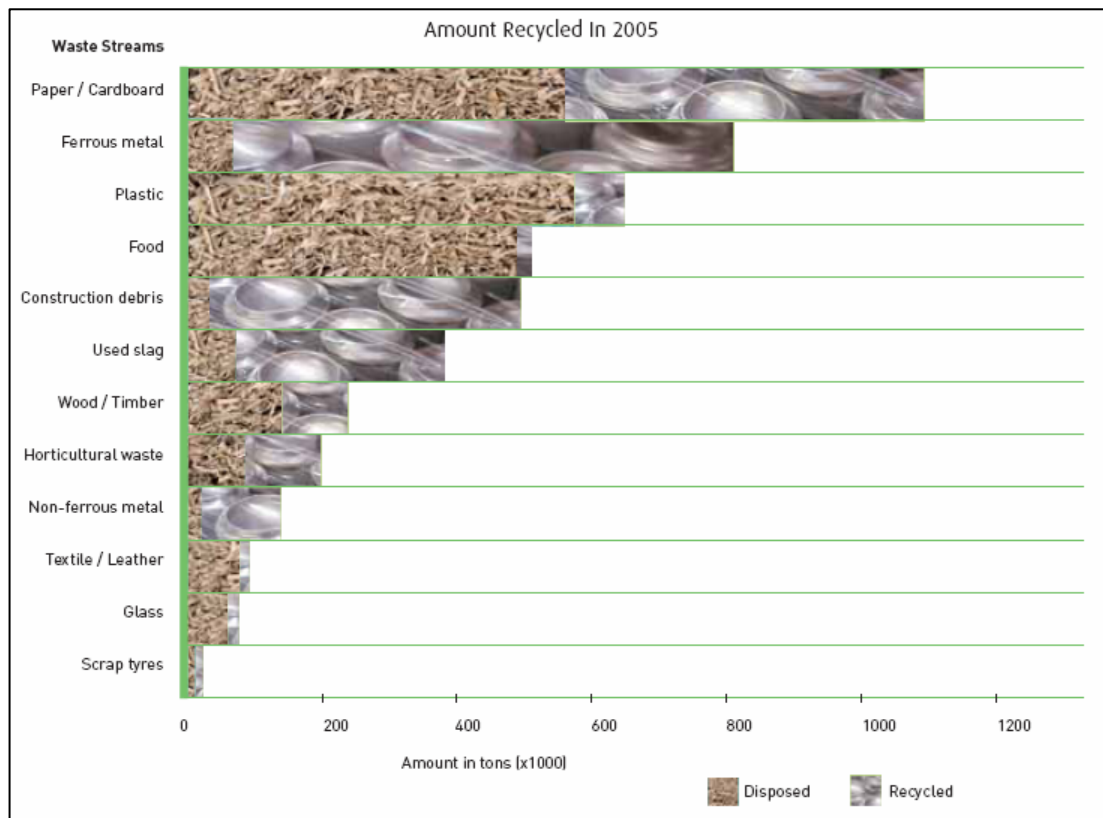 Amount Recycled In 2005
Waste Streams
Paper / Cardboard
Ferrous metal
Plastic
Food
Construction debris
Used slag
Wood / Timber
Horticultural waste
Non-ferrous metal
Textile / Leather
Glass
Scrap tyres
0 200 400 600 800 1000 1200
Amount in tons (x1000)
Disposed Recycled